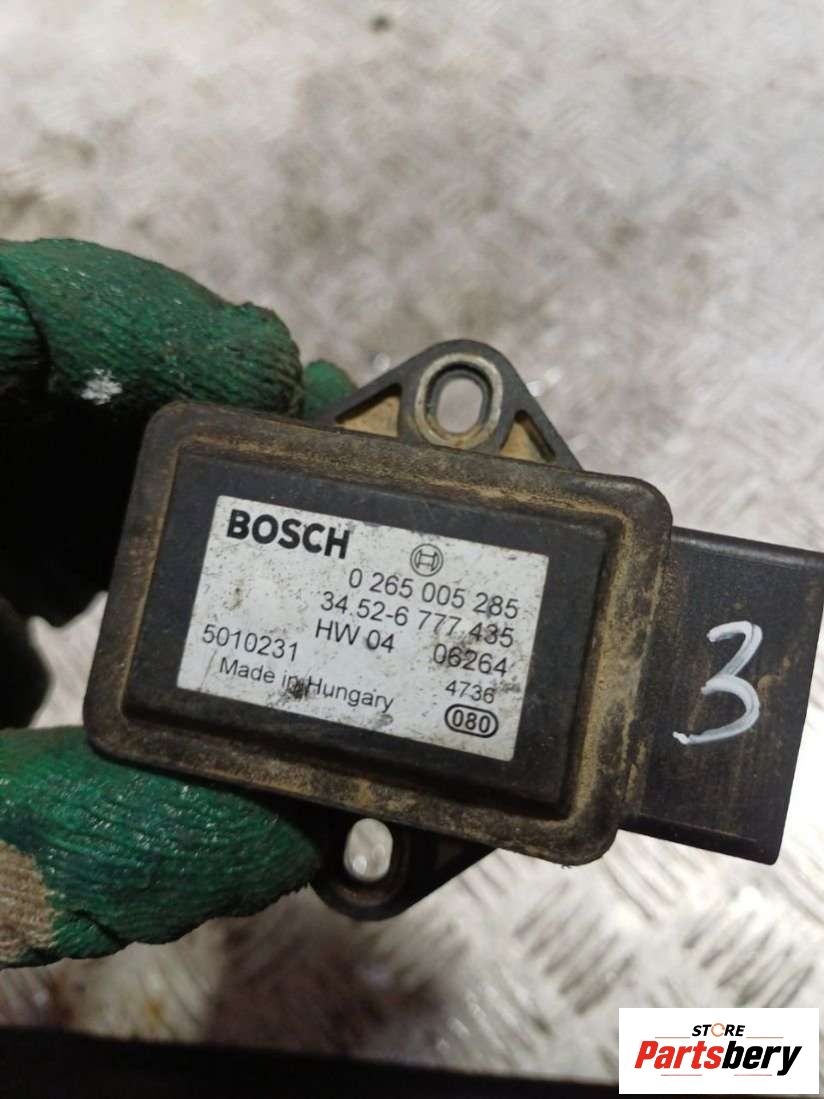 BOSCH
0 265 005 285
34.52-6 777 435
HW 04 06264
5010231 4736
Made in Hungary
080
3
STORE
Partsbery